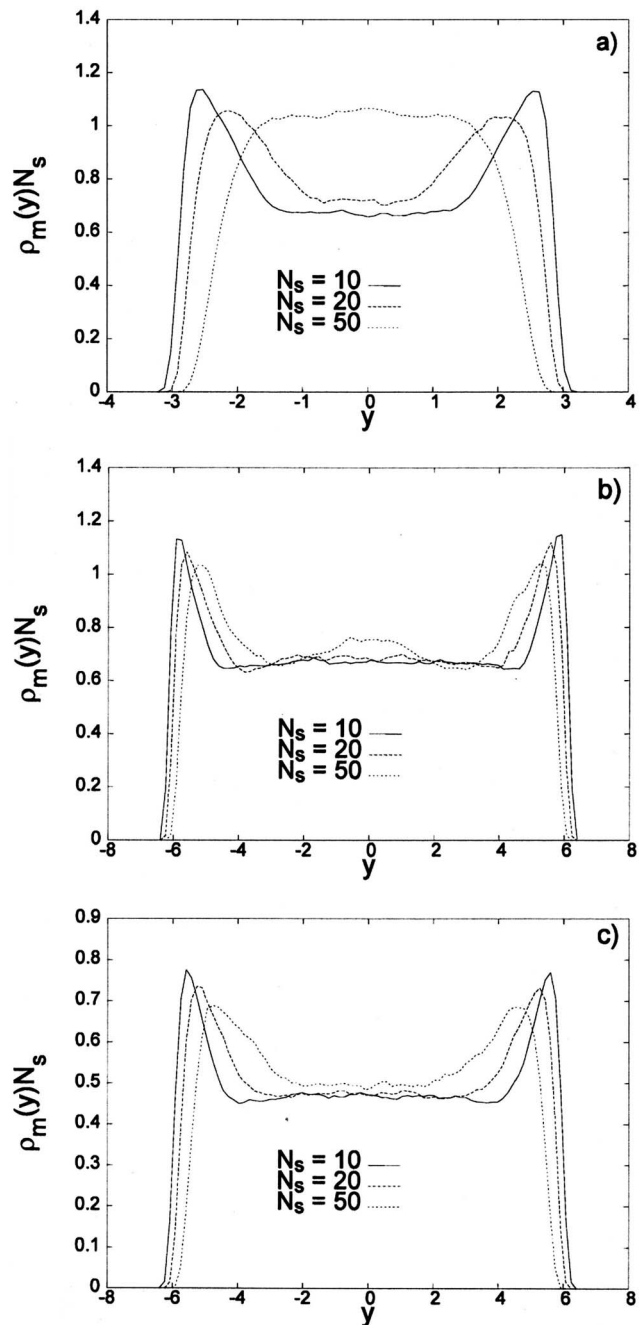 a)
1.4
1.2
1
0.8
0.6
0.4
0.2
0
ρm(y)Ns
Ns = 10
Ns = 20
Ns = 50
-4 -3 -2 -1 0 1 2 3 4
y
b)
1.4
1.2
1
0.8
0.6
0.4
0.2
0
ρm(y)Ns
Ns = 10
Ns = 20
Ns = 50
-8 -6 -4 -2 0 2 4 6 8
y
c)
0.9
0.8
0.7
0.6
0.5
0.4
0.3
0.2
0.1
0
ρm(y)Ns
Ns = 10
Ns = 20
Ns = 50
-8 -6 -4 -2 0 2 4 6 8
y